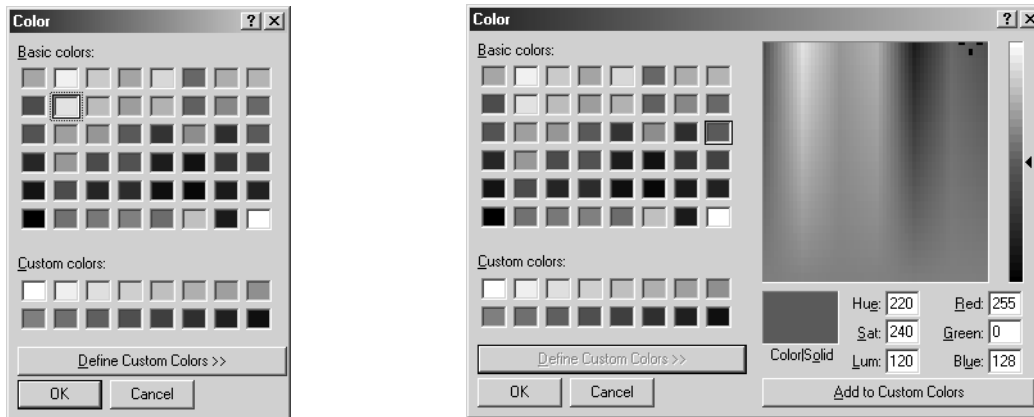 Color
Basic colors:
Custom colors:
Define Custom Colors >>
OK Cancel
Color
Basic colors:
Custom colors:
Define Custom Colors >>
OK Cancel
Color|Solid
Hue: 220 Red: 255
Sat: 240 Green: 0
Lum: 120 Blue: 128
Add to Custom Colors